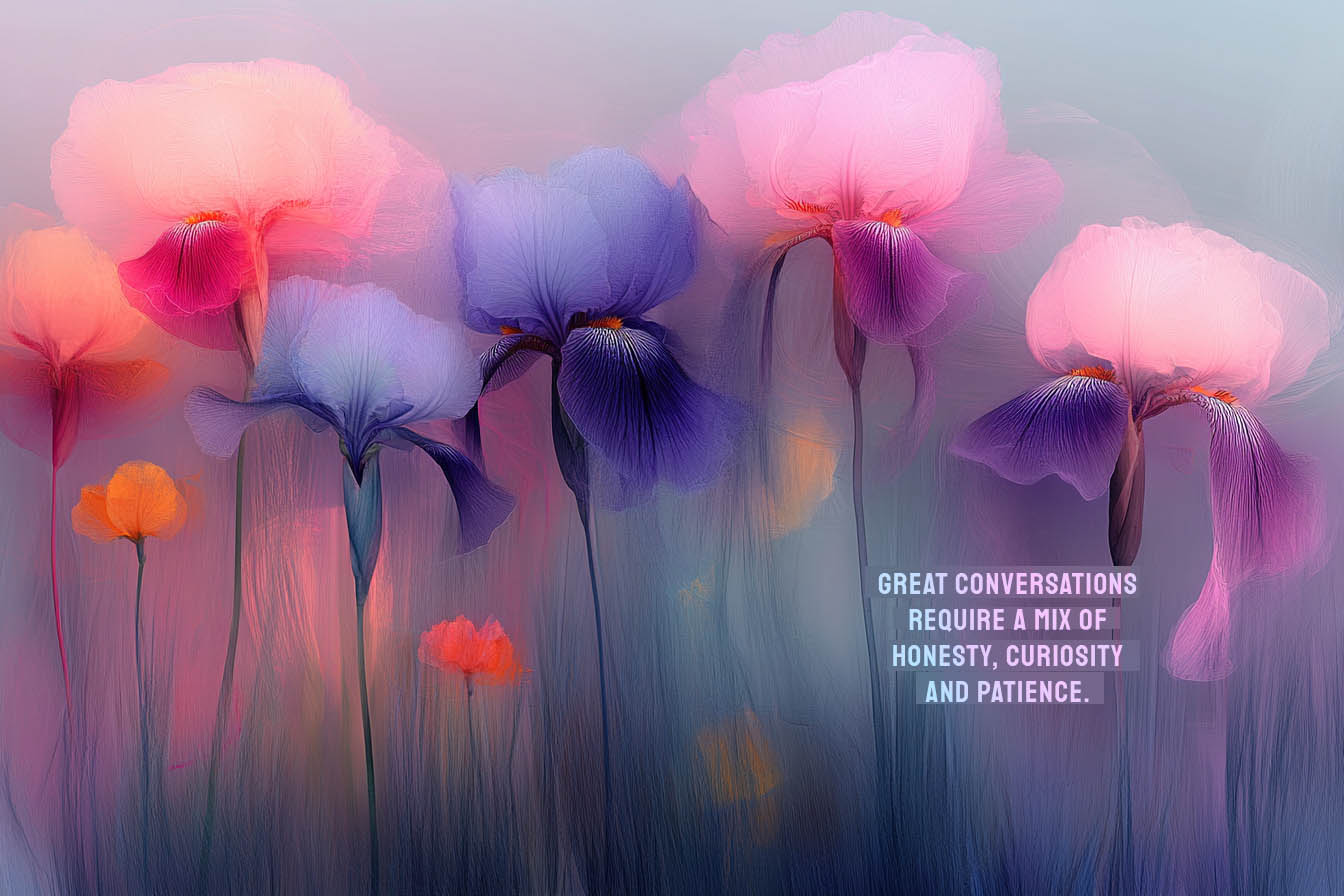 GREAT CONVERSATIONS
REQUIRE A MIX OF
HONESTY, CURIOSITY
AND PATIENCE.